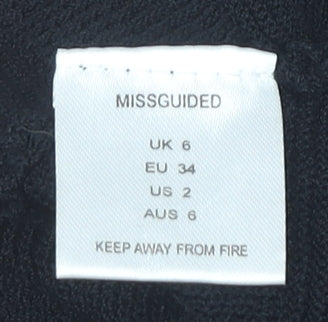 MISSGUIDED
UK 6
EU 34
US 2
AUS 6
KEEP AWAY FROM FIRE